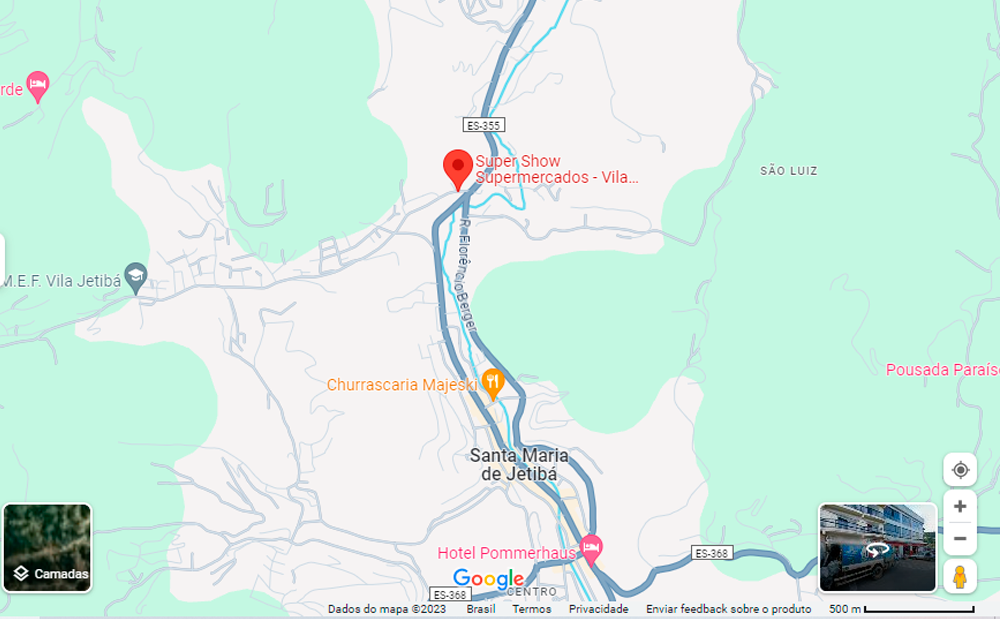 rde
ES-355
Super Show
Supermercados - Vila...
SÃO LUIZ
R. Florêncio Berger
M.E.F. Vila Jetibá
Pousada Paraís
Churrascaria Majeski
Santa Maria
de Jetibá
Hotel Pommerhaus
ES-368
Camadas
Google
ES-368
CENTRO
Dados do mapa ©2023 Brasil Termos Privacidade Enviar feedback sobre o produto 500 m